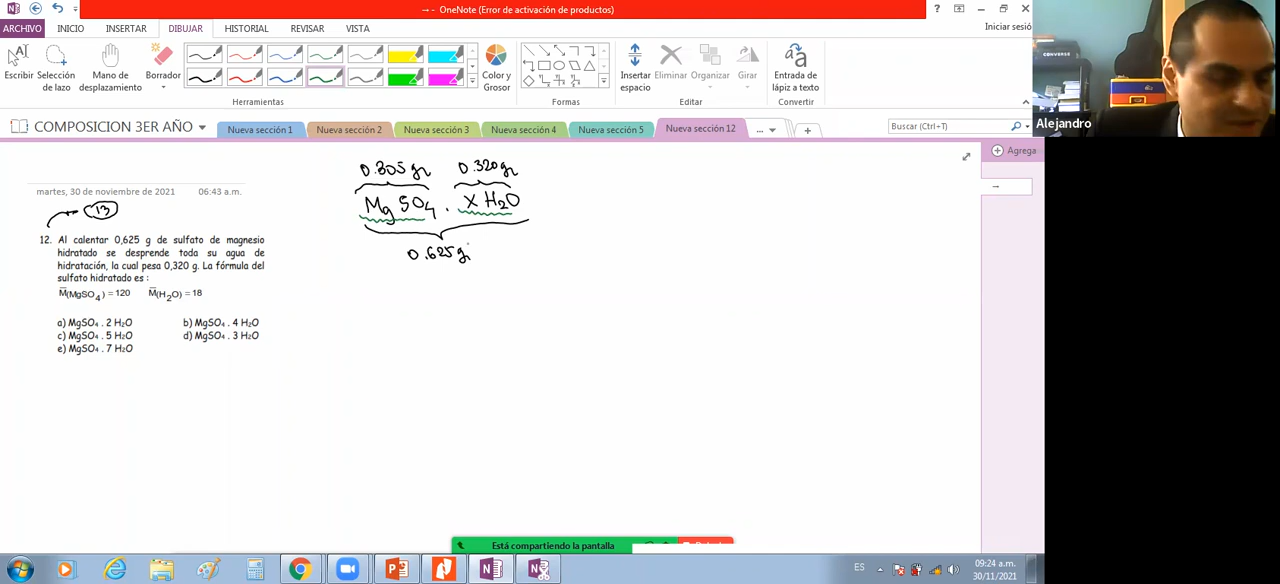 → - OneNote (Error de activación de productos)
?
ARCHIVO INICIO INSERTAR DIBUJAR HISTORIAL REVISAR VISTA
Iniciar sesió
Escribir Selección de lazo Mano de desplazamiento Borrador
Color y Grosor
Insertar espacio Eliminar Organizar Girar
Entrada de lápiz a texto
Herramientas Formas Editar Convertir
Alejandro
COMPOSICION 3ER AÑO Nueva sección 1 Nueva sección 2 Nueva sección 3 Nueva sección 4 Nueva sección 5 Nueva sección 12 ... +
Buscar (Ctrl+T)
+ Agrega
→
martes, 30 de noviembre de 2021 06:43 a.m.
13
0.305 gr 0.320 gr
MgSO4 . X H2O
0.625 g
12. Al calentar 0,625 g de sulfato de magnesio
hidratado se desprende toda su agua de
hidratación, la cual pesa 0,320 g. La fórmula del
sulfato hidratado es :
M̅(MgSO4) = 120 M̅(H2O) = 18
a) MgSO4 . 2 H2O b) MgSO4 . 4 H2O
c) MgSO4 . 5 H2O d) MgSO4 . 3 H2O
e) MgSO4 . 7 H2O
Está compartiendo la pantalla
ES 09:24 a.m.
30/11/2021